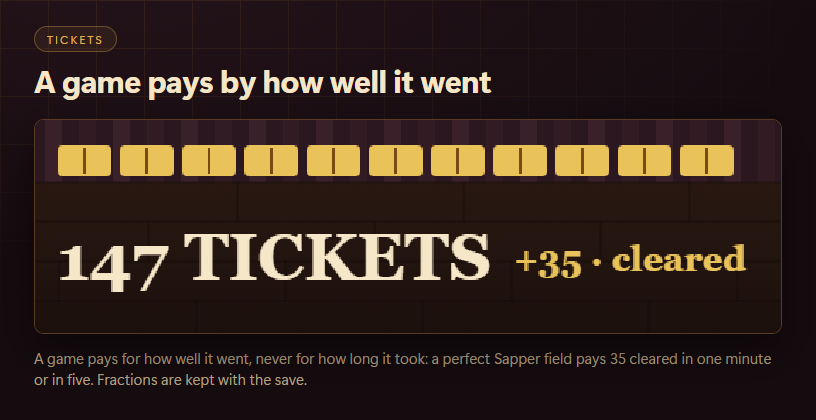 TICKETS
A game pays by how well it went
147 TICKETS +35 · cleared
A game pays for how well it went, never for how long it took: a perfect Sapper field pays 35 cleared in one minute
or in five. Fractions are kept with the save.